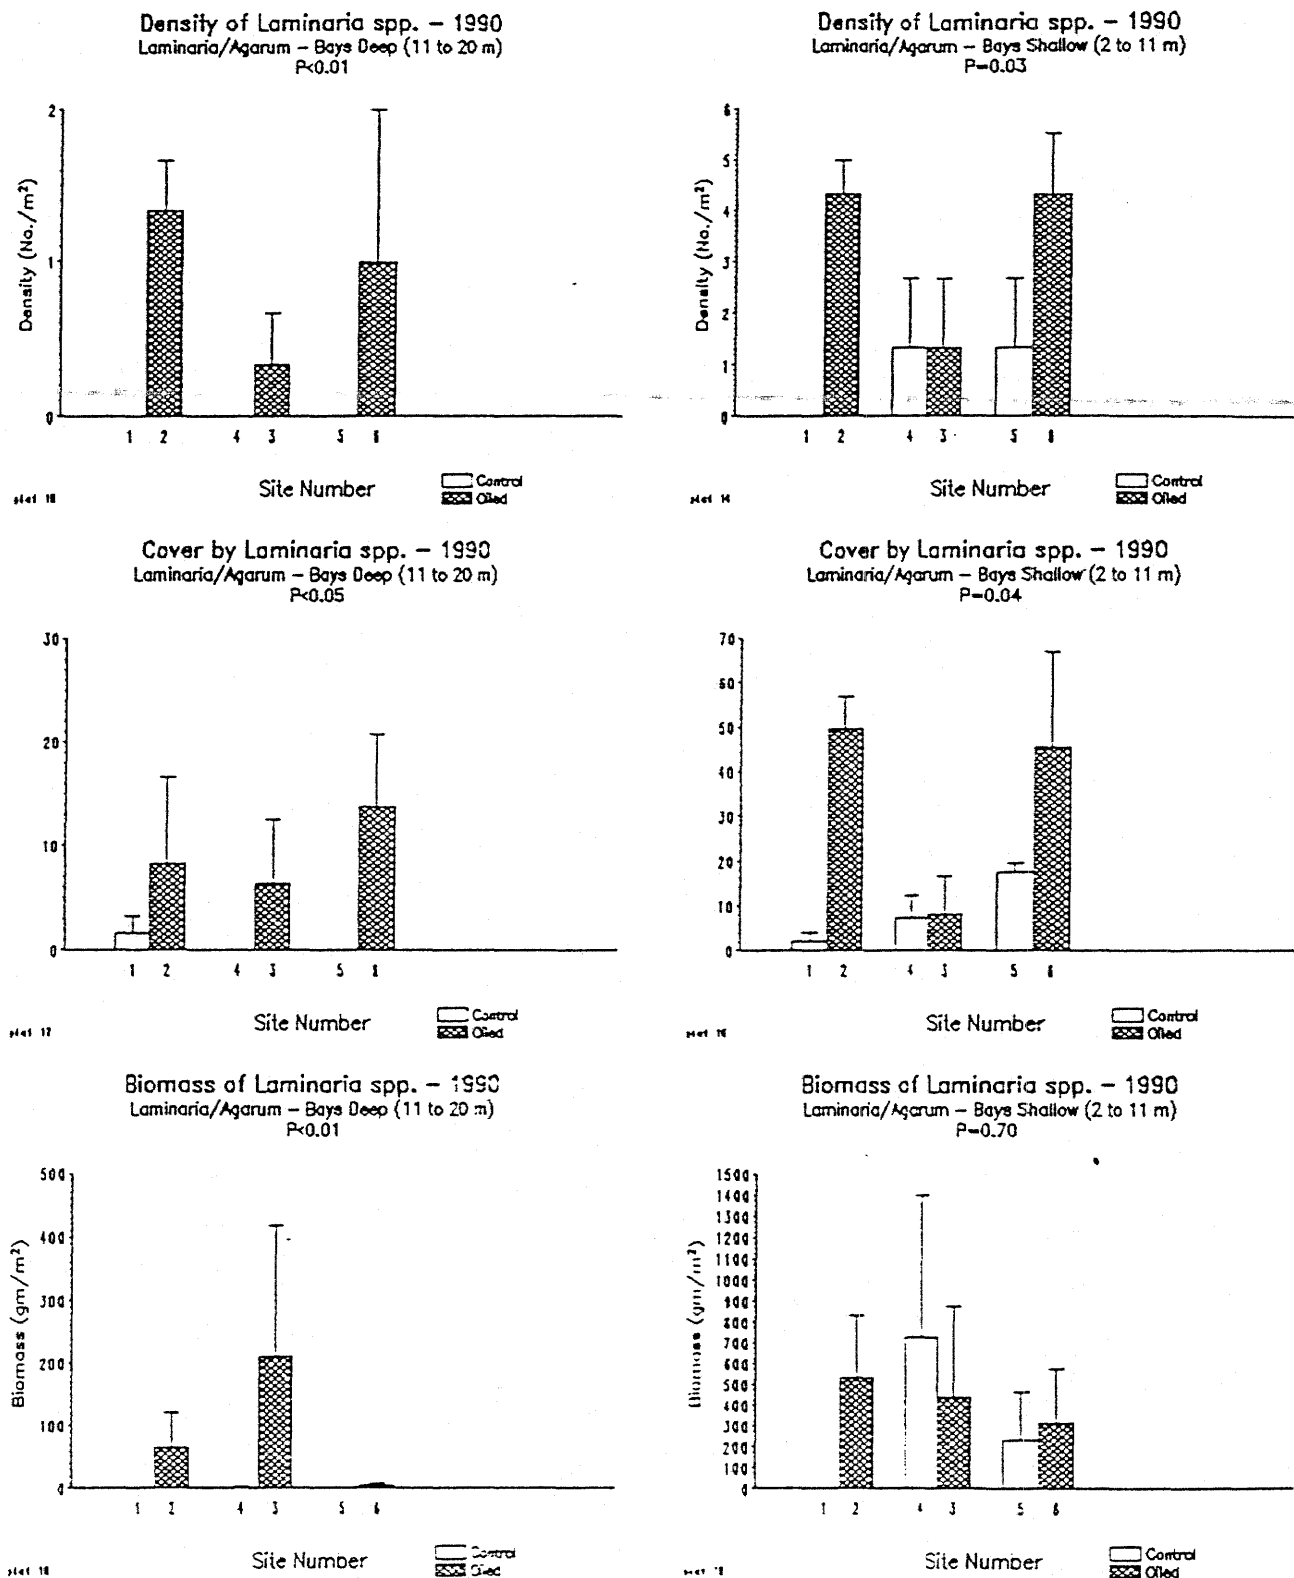 Density of Laminaria spp. - 1990
Laminaria/Agarum - Bays Deep (11 to 20 m)
P<0.01
Density (No./m²)
2
1
0
1 2 4 3 5 6
Site Number
Control
Oiled
Density of Laminaria spp. - 1990
Laminaria/Agarum - Bays Shallow (2 to 11 m)
P=0.03
Density (No./m²)
6
5
4
3
2
1
0
1 2 4 3 5 6
Site Number
Control
Oiled
plot 14
Cover by Laminaria spp. - 1990
Laminaria/Agarum - Bays Deep (11 to 20 m)
P<0.05
30
20
10
0
1 2 4 3 5 6
Site Number
Control
Oiled
plot 17
Cover by Laminaria spp. - 1990
Laminaria/Agarum - Bays Shallow (2 to 11 m)
P=0.04
70
60
50
40
30
20
10
0
1 2 4 3 5 6
Site Number
Control
Oiled
plot
Biomass of Laminaria spp. - 1990
Laminaria/Agarum - Bays Deep (11 to 20 m)
P<0.01
Biomass (gm/m²)
500
400
300
200
100
0
1 2 4 3 5 6
Site Number
Control
Oiled
plot
Biomass of Laminaria spp. - 1990
Laminaria/Agarum - Bays Shallow (2 to 11 m)
P=0.70
Biomass (gm/m²)
1500
1400
1300
1200
1100
1000
900
800
700
600
500
400
300
200
100
0
1 2 4 3 5 6
Site Number
Control
Oiled